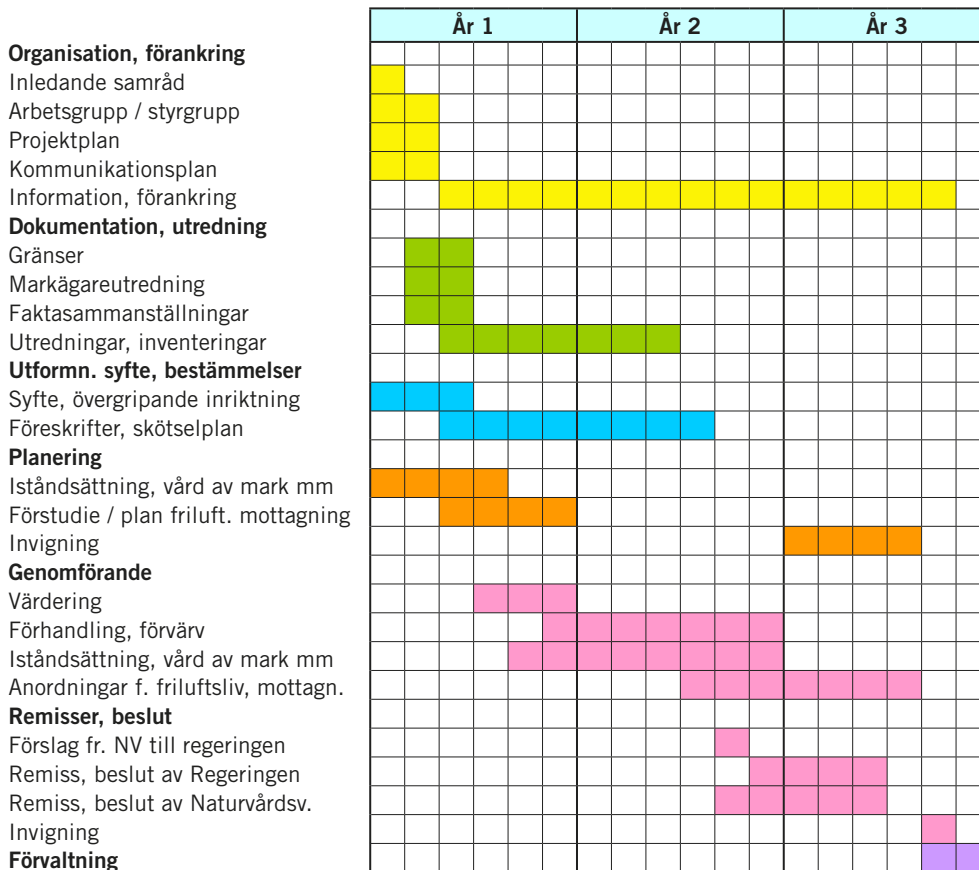 År 1 År 2 År 3
Organisation, förankring
Inledande samråd
Arbetsgrupp / styrgrupp
Projektplan
Kommunikationsplan
Information, förankring
Dokumentation, utredning
Gränser
Markägareutredning
Faktasammanställningar
Utredningar, inventeringar
Utformn. syfte, bestämmelser
Syfte, övergripande inriktning
Föreskrifter, skötselplan
Planering
Iståndsättning, vård av mark mm
Förstudie / plan friluft. mottagning
Invigning
Genomförande
Värdering
Förhandling, förvärv
Iståndsättning, vård av mark mm
Anordningar f. friluftsliv, mottagn.
Remisser, beslut
Förslag fr. NV till regeringen
Remiss, beslut av Regeringen
Remiss, beslut av Naturvårdsv.
Invigning
Förvaltning